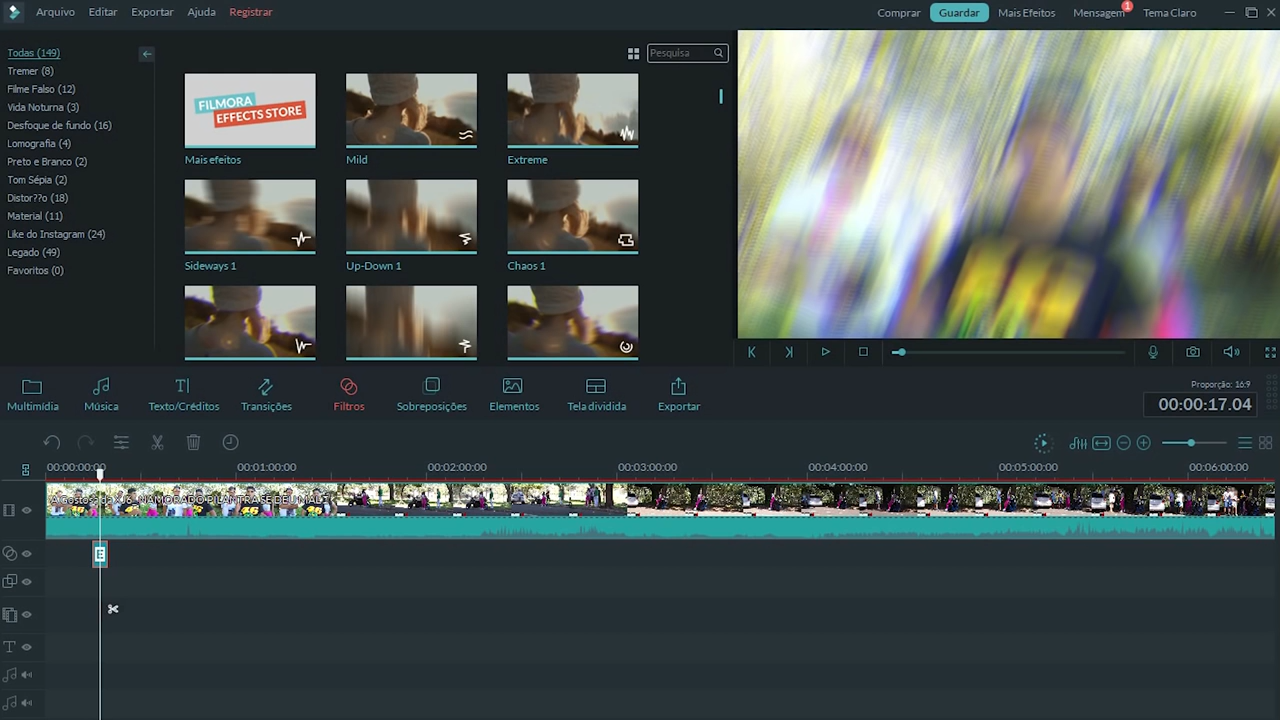 Arquivo Editar Exportar Ajuda Registrar
Comprar Guardar Mais Efeitos Mensagem 1 Tema Claro
Todas (149)
Tremer (8)
Filme Falso (12)
Vida Noturna (3)
Desfoque de fundo (16)
Lomografia (4)
Preto e Branco (2)
Tom Sépia (2)
Distor??o (18)
Material (11)
Like do Instagram (24)
Legado (49)
Favoritos (0)
Pesquisa
FILMORA
EFFECTS STORE
Mais efeitos Mild Extreme
Sideways 1 Up-Down 1 Chaos 1
Proporção: 16:9
00:00:17.04
Multimídia Música Texto/Créditos Transições Filtros Sobreposições Elementos Tela dividida Exportar
00:00:00:00 00:01:00:00 00:02:00:00 00:03:00:00 00:04:00:00 00:05:00:00 00:06:00:00
NAMORADO PILANTRA SE DEU